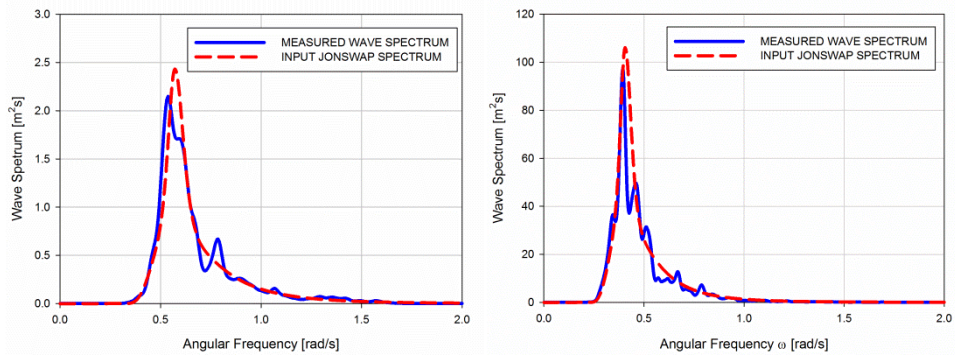 MEASURED WAVE SPECTRUM
INPUT JONSWAP SPECTRUM
3.0
2.5
2.0
1.5
1.0
0.5
0.0
Wave Spetrum [m²s]
0.0 0.5 1.0 1.5 2.0
Angular Frequency [rad/s]
MEASURED WAVE SPECTRUM
INPUT JONSWAP SPECTRUM
120
100
80
60
40
20
0
Wave Spectrum [m²s]
0.0 0.5 1.0 1.5 2.0
Angular Frequency ω [rad/s]